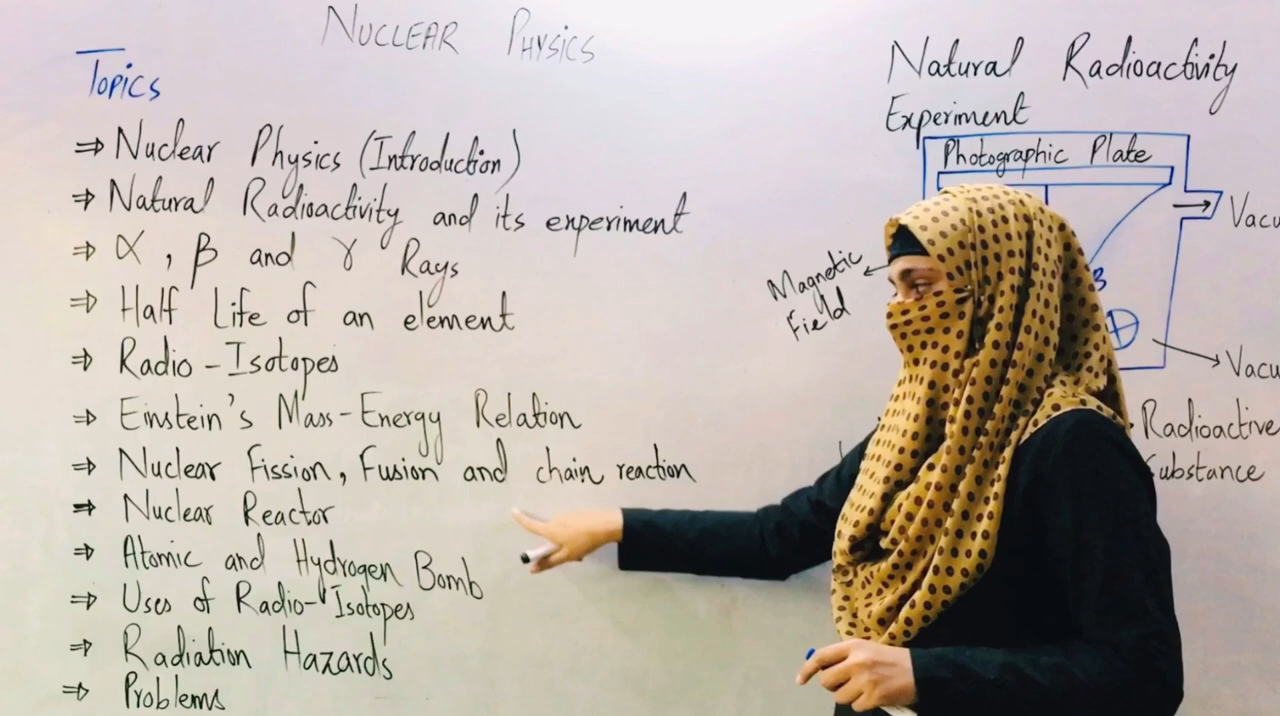 NUCLEAR PHYSICS
Topics
⇒ Nuclear Physics (Introduction)
⇒ Natural Radioactivity and its experiment
⇒ α, β and γ Rays
⇒ Half Life of an element
⇒ Radio-Isotopes
⇒ Einstein's Mass-Energy Relation
⇒ Nuclear Fission, Fusion and chain reaction
⇒ Nuclear Reactor
⇒ Atomic and Hydrogen Bomb
⇒ Uses of Radio-Isotopes
⇒ Radiation Hazards
⇒ Problems
Natural Radioactivity
Experiment
Photographic Plate
Vacu
Magnetic
Field
Vacu
Radioactive
Substance